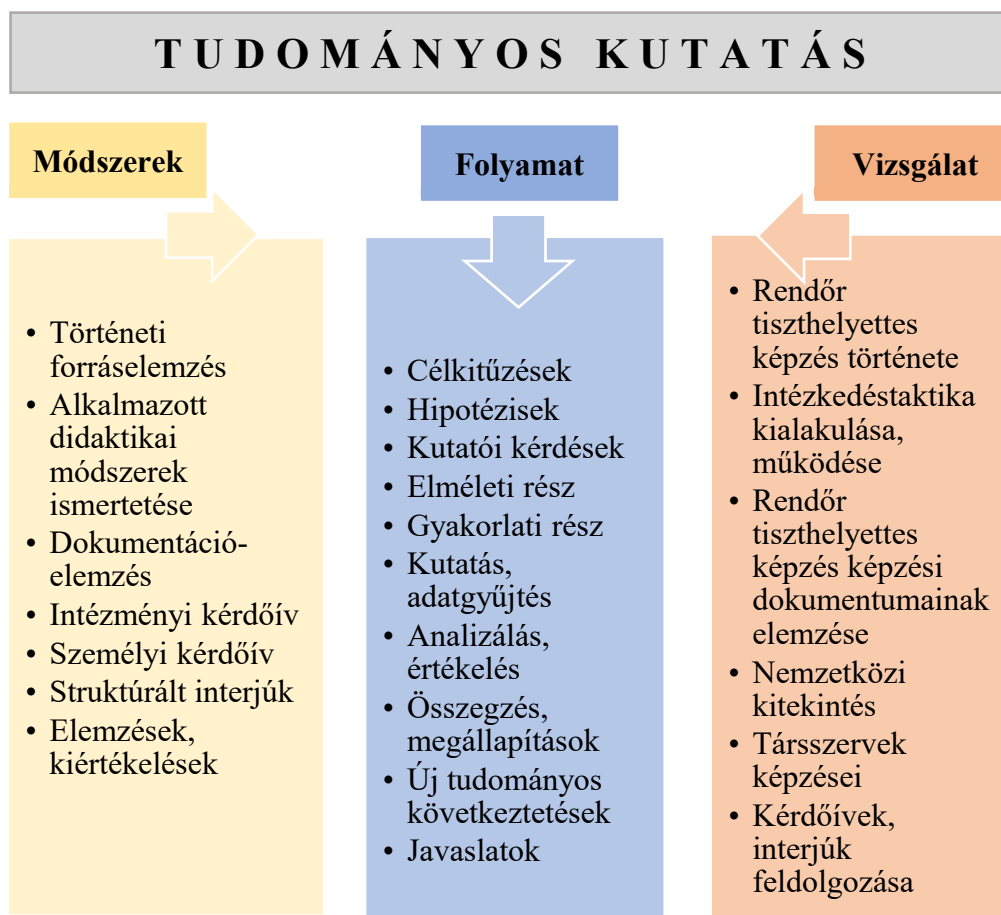 TUDOMÁNYOS KUTATÁS
Módszerek
• Történeti
forráselemzés
• Alkalmazott
didaktikai
módszerek
ismertetése
• Dokumentáció-
elemzés
• Intézményi kérdőív
• Személyi kérdőív
• Struktúrált interjúk
• Elemzések,
kiértékelések
Folyamat
• Célkitűzések
• Hipotézisek
• Kutatói kérdések
• Elméleti rész
• Gyakorlati rész
• Kutatás,
adatgyűjtés
• Analizálás,
értékelés
• Összegzés,
megállapítások
• Új tudományos
következtetések
• Javaslatok
Vizsgálat
• Rendőr
tiszthelyettes
képzés története
• Intézkedéstaktika
kialakulása,
működése
• Rendőr
tiszthelyettes
képzés képzési
dokumentumainak
elemzése
• Nemzetközi
kitekintés
• Társszervek
képzései
• Kérdőívek,
interjúk
feldolgozása